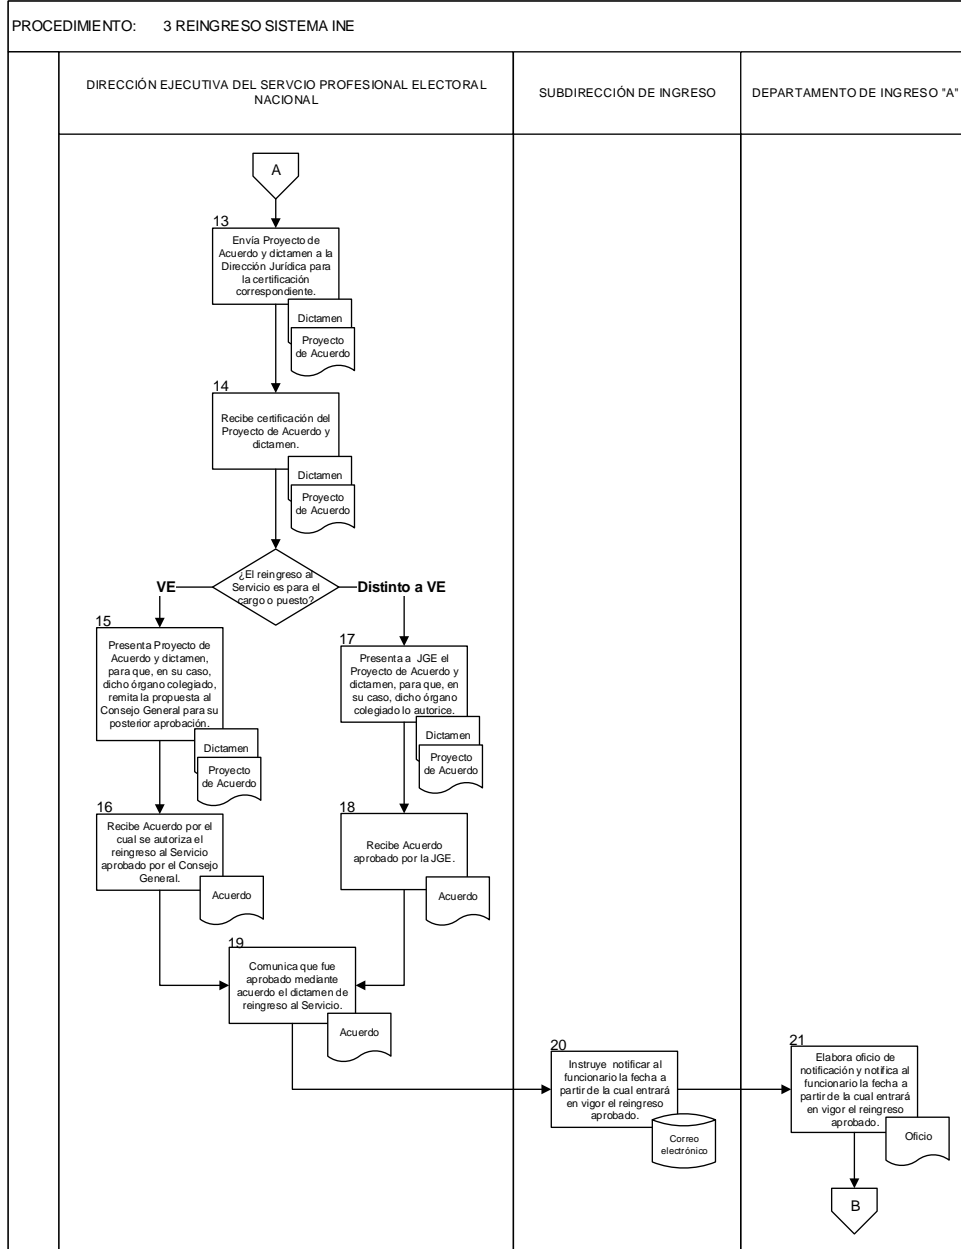 PROCEDIMIENTO: 3 REINGRESO SISTEMA INE
DIRECCIÓN EJECUTIVA DEL SERVCIO PROFESIONAL ELECTORAL
NACIONAL
SUBDIRECCIÓN DE INGRESO
DEPARTAMENTO DE INGRESO "A"
A
13
Envía Proyecto de
Acuerdo y dictamen a la
Dirección Jurídica para
la certificación
correspondiente.
Dictamen
Proyecto
de Acuerdo
14
Recibe certificación del
Proyecto de Acuerdo y
dictamen.
Dictamen
Proyecto
de Acuerdo
¿El reingreso al
Servicio es para el
cargo o puesto?
VE
Distinto a VE
15
Presenta Proyecto de
Acuerdo y dictamen,
para que, en su caso,
dicho órgano colegiado,
remita la propuesta al
Consejo General para su
posterior aprobación.
Dictamen
Proyecto
de Acuerdo
17
Presenta a JGE el
Proyecto de Acuerdo y
dictamen, para que, en
su caso, dicho órgano
colegiado lo autorice.
Dictamen
Proyecto
de Acuerdo
16
Recibe Acuerdo por el
cual se autoriza el
reingreso al Servicio
aprobado por el Consejo
General.
Acuerdo
18
Recibe Acuerdo
aprobado por la JGE.
Acuerdo
19
Comunica que fue
aprobado mediante
acuerdo el dictamen de
reingreso al Servicio.
Acuerdo
20
Instruye notificar al
funcionario la fecha a
partir de la cual entrará
en vigor el reingreso
aprobado.
Correo
electrónico
21
Elabora oficio de
notificación y notifica al
funcionario la fecha a
partir de la cual entrará
en vigor el reingreso
aprobado.
Oficio
B